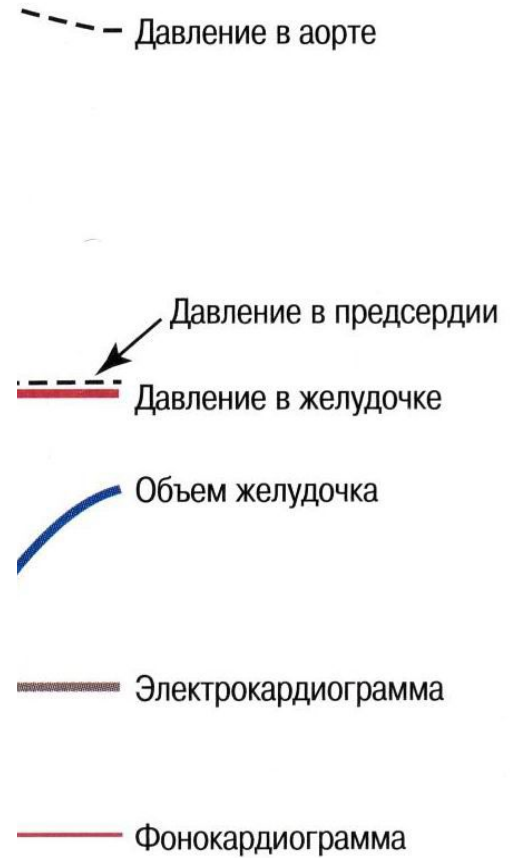 Давление в аорте
Давление в предсердии
Давление в желудочке
Объем желудочка
Электрокардиограмма
Фонокардиограмма